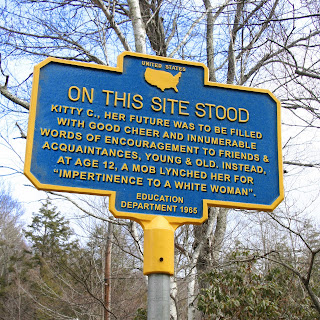 UNITED STATES
ON THIS SITE STOOD
KITTY C., HER FUTURE WAS TO BE FILLED
WITH GOOD CHEER AND INNUMERABLE
WORDS OF ENCOURAGEMENT TO FRIENDS &
ACQUAINTANCES, YOUNG & OLD. INSTEAD,
AT AGE 12, A MOB LYNCHED HER FOR
"IMPERTINENCE TO A WHITE WOMAN".
EDUCATION
DEPARTMENT 1965